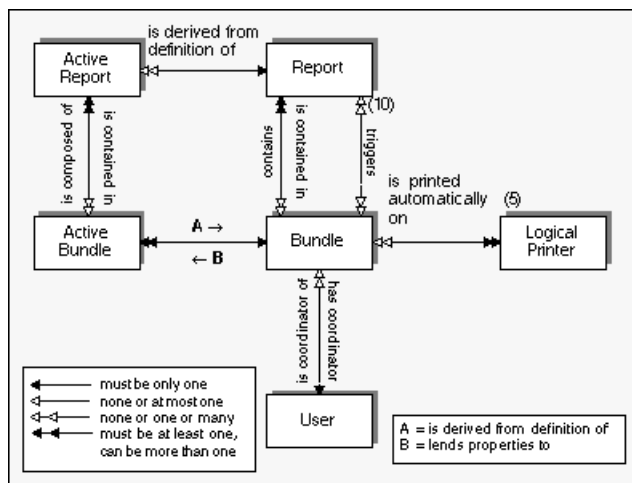 is derived from
definition of
Active
Report
Report
(10)
is composed of
is contained in
contains
is contained in
triggers
is printed
automatically
on
(5)
Active
Bundle
A →
← B
Bundle
Logical
Printer
is coordinator of
has coordinator
User
must be only one
none or at most one
none or one or many
must be at least one,
can be more than one
A = is derived from definition of
B = lends properties to